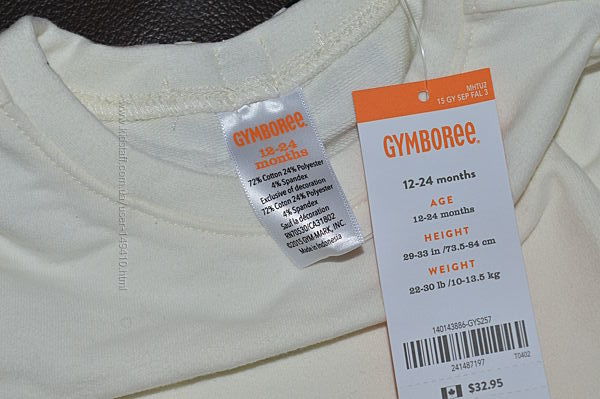 GYMBOREE
12-24
months
72% Cotton 24% Polyester
4% Spandex
Exclusive of decoration
72% Coton 24% Polyester
4% Spandex
Sauf la décoration
RN70530/CA31802
©2015 GYM-MARK, INC.
Made in Indonesia
MHTU2
15 GY SEP FAL 3
GYMBOREE
12-24 months
AGE
12-24 months
HEIGHT
29-33 in /73.5-84 cm
WEIGHT
22-30 lb /10-13.5 kg
140143886-GYS257
241487197
T0402
$32.95